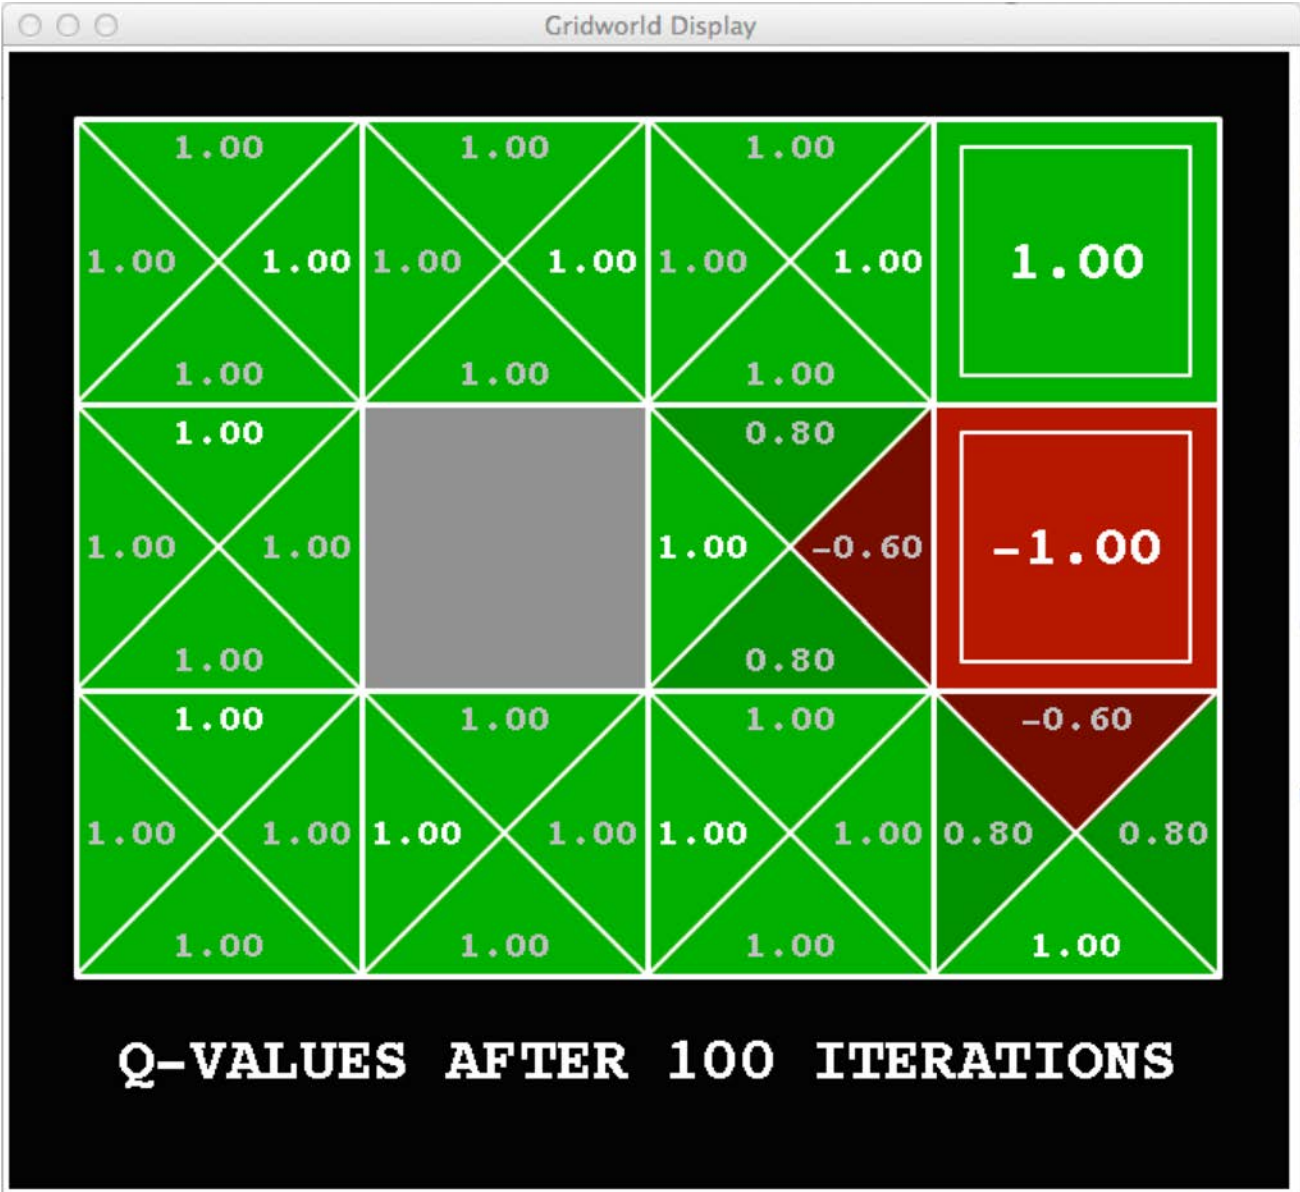 Gridworld Display
1.00 1.00 1.00
1.00 1.00 1.00 1.00 1.00 1.00 1.00
1.00 1.00 1.00
1.00 0.80
1.00 1.00 1.00 -0.60 -1.00
1.00 0.80
1.00 1.00 1.00 -0.60
1.00 1.00 1.00 1.00 1.00 1.00 0.80 0.80
1.00 1.00 1.00 1.00
Q-VALUES AFTER 100 ITERATIONS